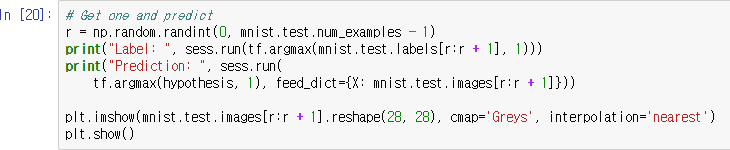 In [20]:
# Get one and predict
r = np.random.randint(0, mnist.test.num_examples - 1)
print("Label: ", sess.run(tf.argmax(mnist.test.labels[r:r + 1], 1)))
print("Prediction: ", sess.run(
    tf.argmax(hypothesis, 1), feed_dict={X: mnist.test.images[r:r + 1]}))

plt.imshow(mnist.test.images[r:r + 1].reshape(28, 28), cmap='Greys', interpolation='nearest')
plt.show()